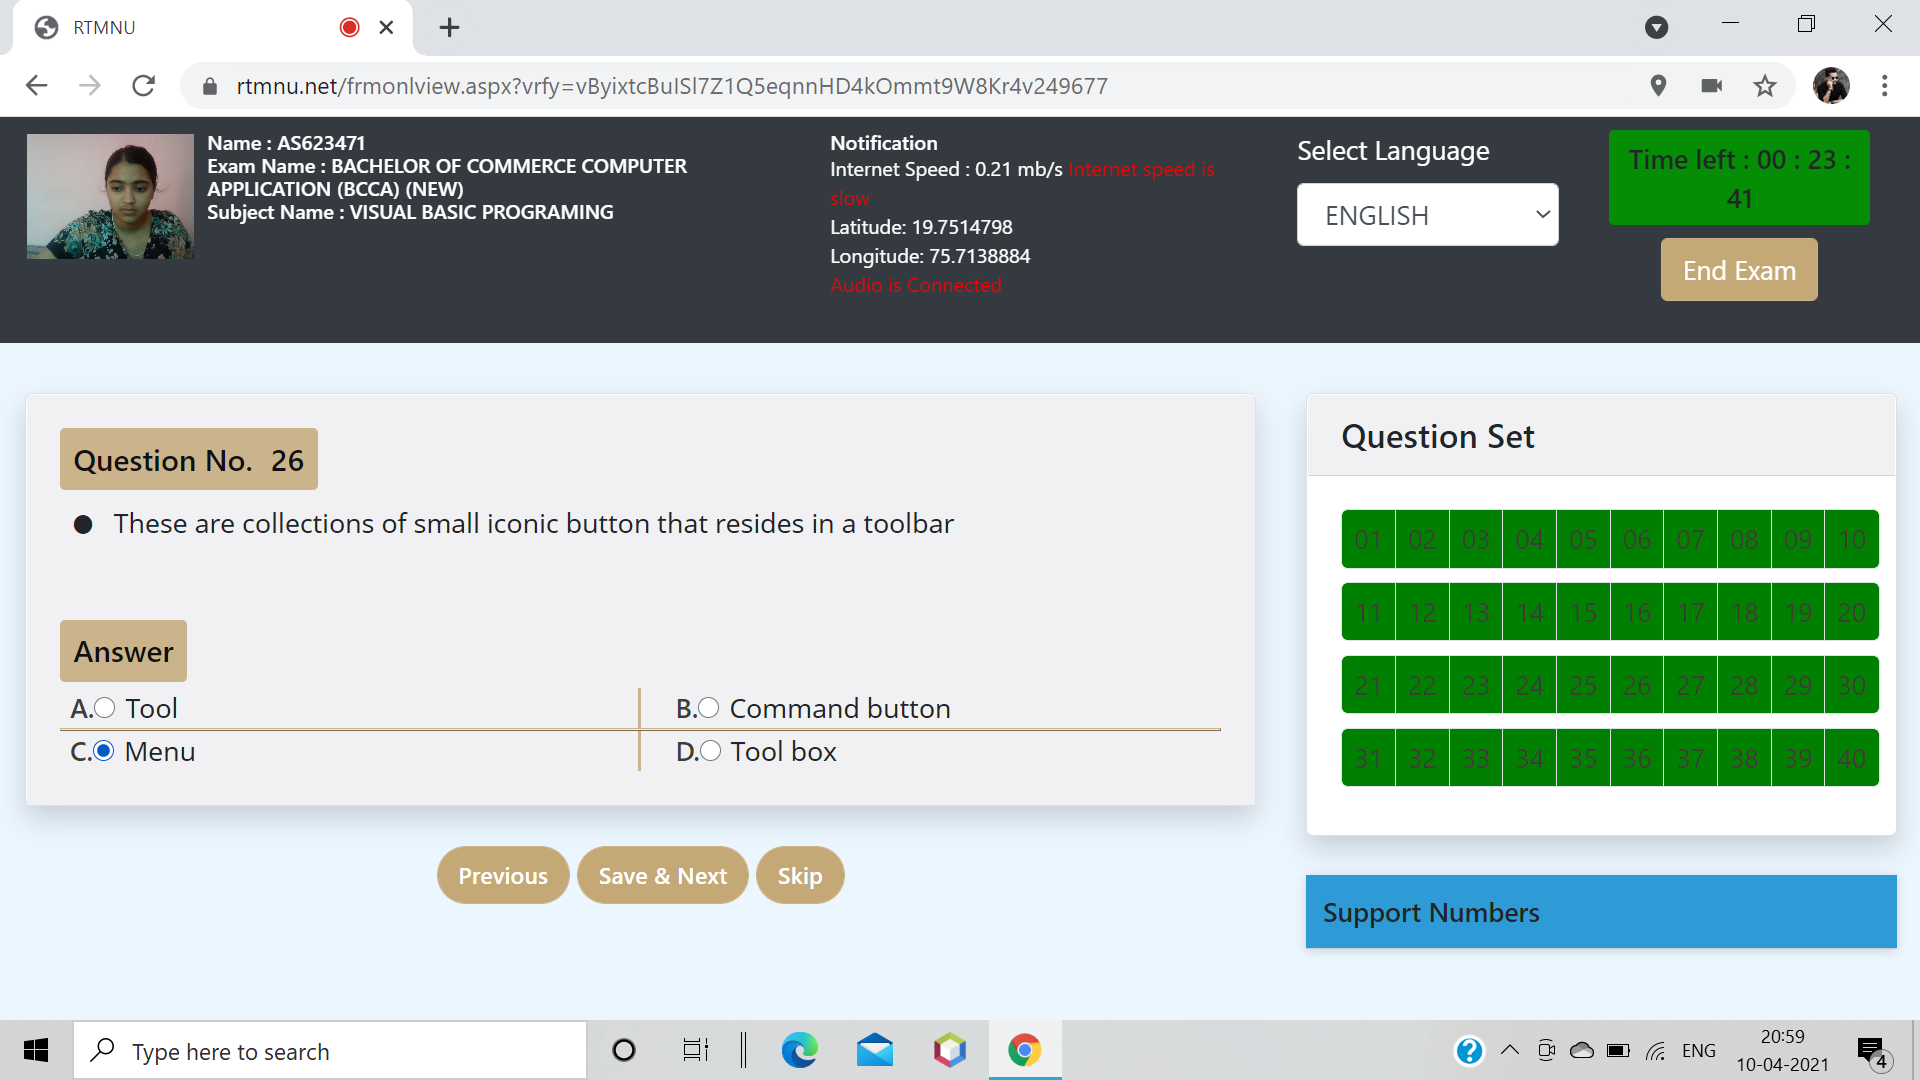 RTMNU
rtmnu.net/frmonlview.aspx?vrfy=vByixtcBuISl7Z1Q5eqnnHD4kOmmt9W8Kr4v249677
Name : AS623471
Exam Name : BACHELOR OF COMMERCE COMPUTER
APPLICATION (BCCA) (NEW)
Subject Name : VISUAL BASIC PROGRAMING
Notification
Internet Speed : 0.21 mb/s Internet speed is
slow
Latitude: 19.7514798
Longitude: 75.7138884
Audio is Connected
Select Language
ENGLISH
Time left : 00 : 23 :
41
End Exam
Question No. 26
These are collections of small iconic button that resides in a toolbar
Answer
A. Tool
B. Command button
C. Menu
D. Tool box
Previous
Save & Next
Skip
Question Set
01 02 03 04 05 06 07 08 09 10
11 12 13 14 15 16 17 18 19 20
21 22 23 24 25 26 27 28 29 30
31 32 33 34 35 36 37 38 39 40
Support Numbers
Type here to search
ENG
20:59
10-04-2021
4